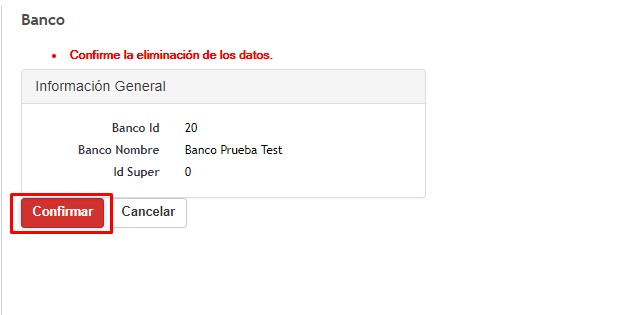 Banco
Confirme la eliminación de los datos.
Información General
Banco Id 20
Banco Nombre Banco Prueba Test
Id Super 0
Confirmar Cancelar